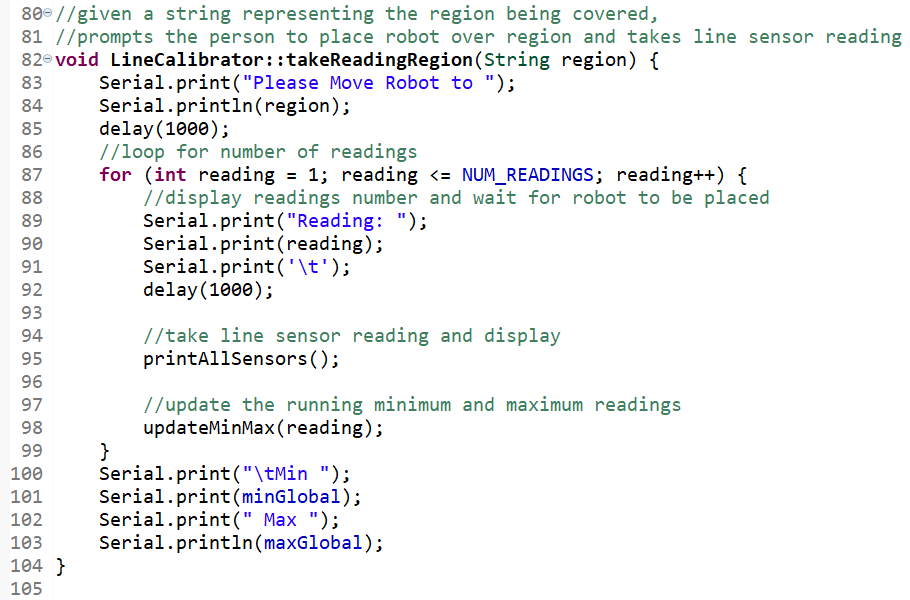 80 //given a string representing the region being covered,
81 //prompts the person to place robot over region and takes line sensor reading
82 void LineCalibrator::takeReadingRegion(String region) {
83     Serial.print("Please Move Robot to ");
84     Serial.println(region);
85     delay(1000);
86     //loop for number of readings
87     for (int reading = 1; reading <= NUM_READINGS; reading++) {
88         //display readings number and wait for robot to be placed
89         Serial.print("Reading: ");
90         Serial.print(reading);
91         Serial.print('\t');
92         delay(1000);
93
94         //take line sensor reading and display
95         printAllSensors();
96
97         //update the running minimum and maximum readings
98         updateMinMax(reading);
99     }
100     Serial.print("\tMin ");
101     Serial.print(minGlobal);
102     Serial.print(" Max ");
103     Serial.println(maxGlobal);
104 }
105